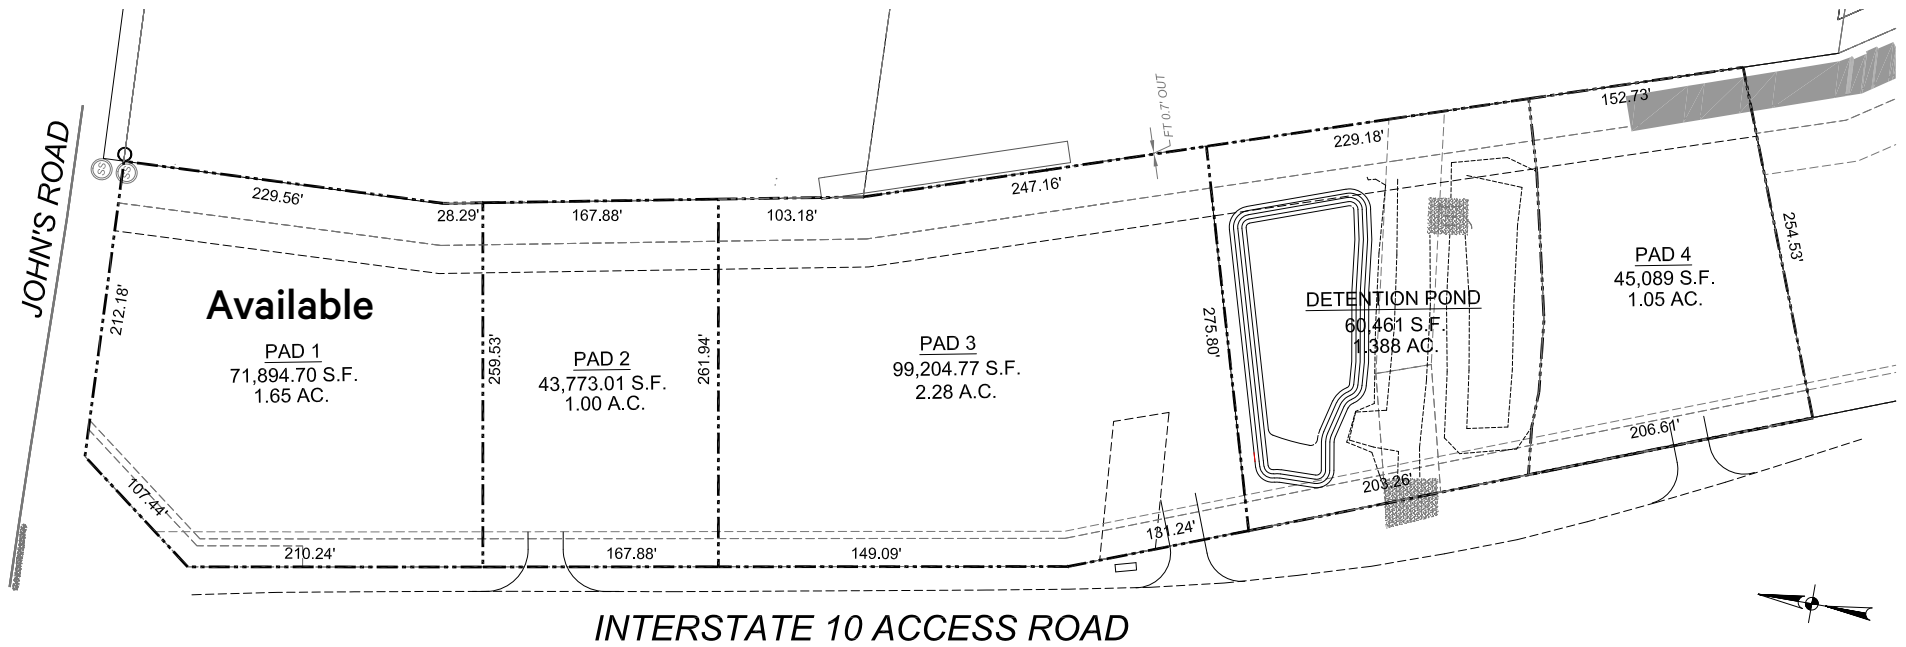 JOHN'S ROAD
SS
SS
229.56'
28.29'
167.88'
103.18'
247.16'
FT 0.7' OUT
229.18'
152.73'
212.18'
Available
PAD 1
71,894.70 S.F.
1.65 AC.
259.53'
PAD 2
43,773.01 S.F.
1.00 A.C.
261.94'
PAD 3
99,204.77 S.F.
2.28 A.C.
275.80'
DETENTION POND
60,461 S.F.
1.388 AC.
PAD 4
45,089 S.F.
1.05 AC.
254.53'
107.44'
210.24'
167.88'
149.09'
131.24'
203.26'
206.61'
INTERSTATE 10 ACCESS ROAD